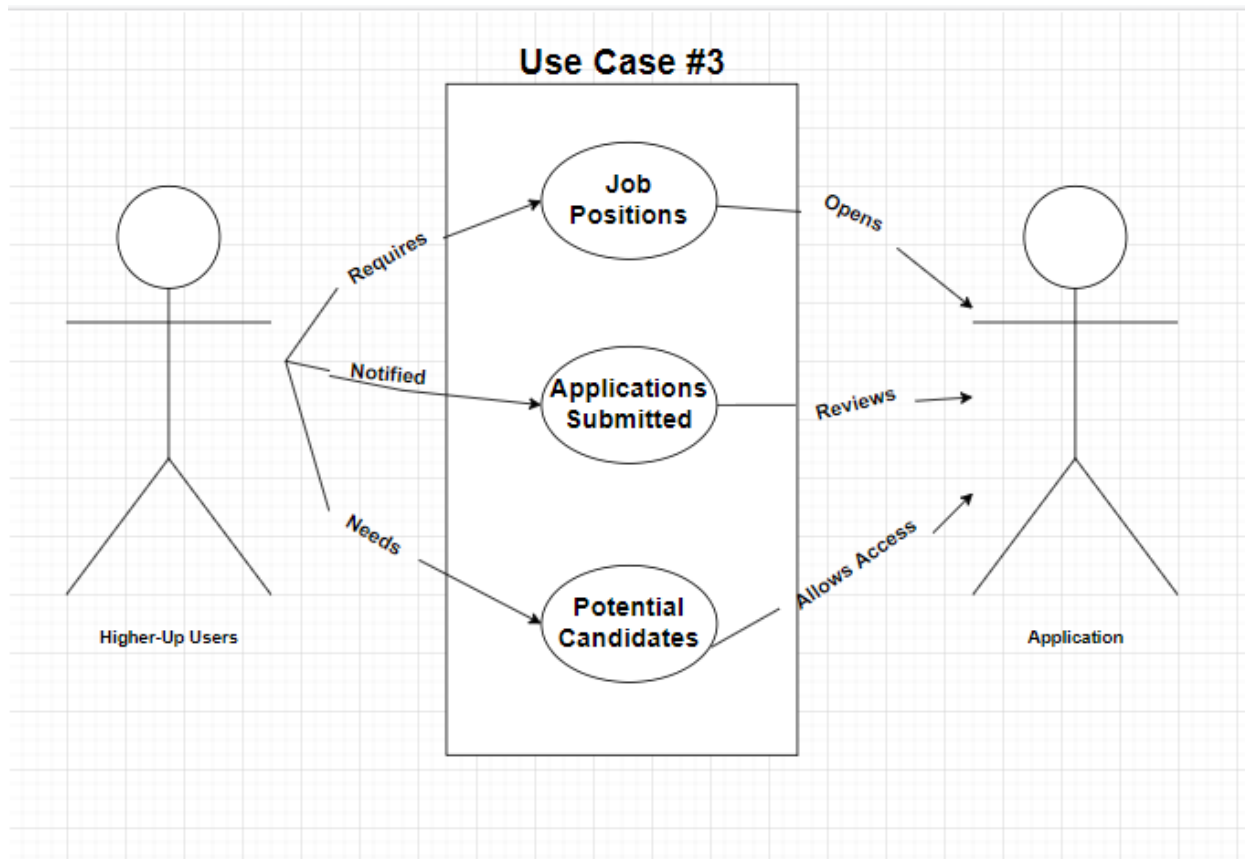 Use Case #3
Job
Positions
Opens
Requires
Notified
Applications
Submitted
Reviews
Needs
Allows Access
Potential
Candidates
Higher-Up Users
Application